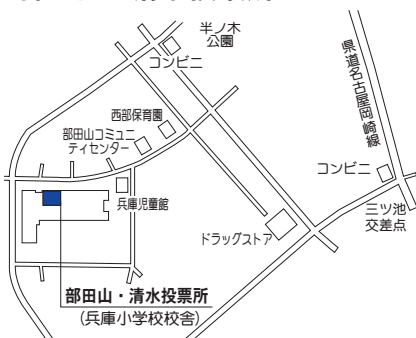 半ノ木
公園
コンビニ
県道名古屋岡崎線
西部保育園
部田山コミュニ
ティセンター
コンビニ
兵庫児童館
三ツ池
交差点
ドラッグストア
部田山・清水投票所
(兵庫小学校校舎)